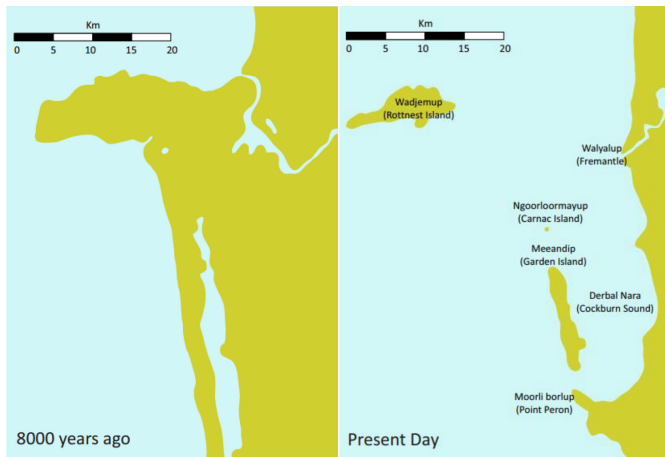 Km
0 5 10 15 20
8000 years ago
Km
0 5 10 15 20
Wadjemup
(Rottnest Island)
Walyalup
(Fremantle)
Ngoorloormayup
(Carnac Island)
Meeandip
(Garden Island)
Derbal Nara
(Cockburn Sound)
Moorli borlup
(Point Peron)
Present Day